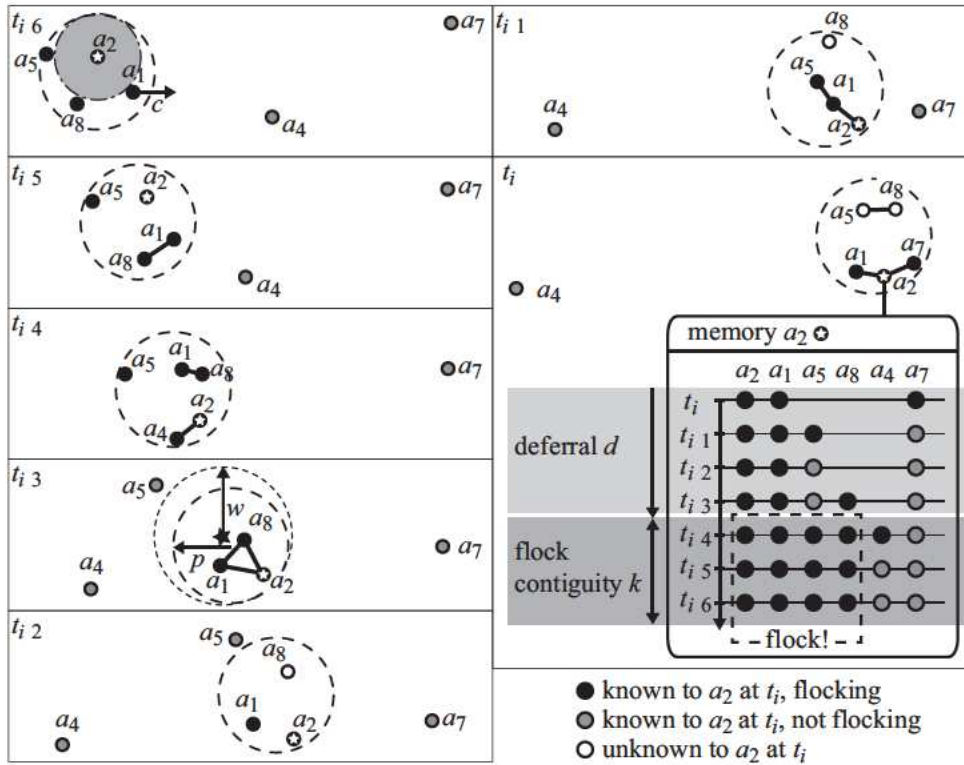 t_i 6
a_2
a_5
a_1
c
a_8
a_4
a_7
t_i 5
a_5
a_2
a_1
a_8
a_4
a_7
t_i 4
a_5
a_1
a_8
a_2
a_4
a_7
t_i 3
a_5
w
a_8
p
a_1
a_2
a_4
a_7
t_i 2
a_5
a_8
a_1
a_2
a_4
a_7
t_i 1
a_8
a_5
a_1
a_2
a_4
a_7
t_i
a_8
a_5
a_1
a_7
a_2
a_4
memory a_2
a_2 a_1 a_5 a_8 a_4 a_7
t_i
t_i 1
deferral d
t_i 2
t_i 3
flock
contiguity k
t_i 4
t_i 5
t_i 6
flock!
known to a_2 at t_i, flocking
known to a_2 at t_i, not flocking
unknown to a_2 at t_i